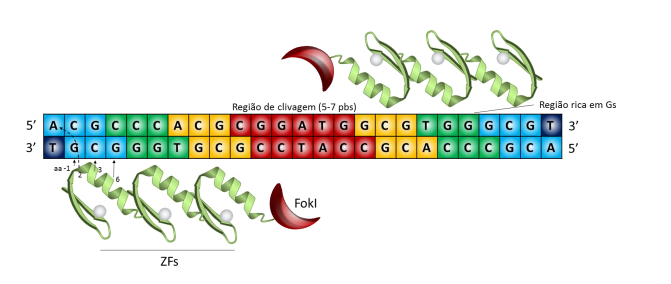 Região de clivagem (5-7 pbs)
Região rica em Gs
5’ A C G C C C A C G C G G A T G G C G T G G G C G T 3’
3’ T G C G G G T G C G C C T A C C G C A C C C G C A 5’
aa -1 2 3 6
FokI
ZFs